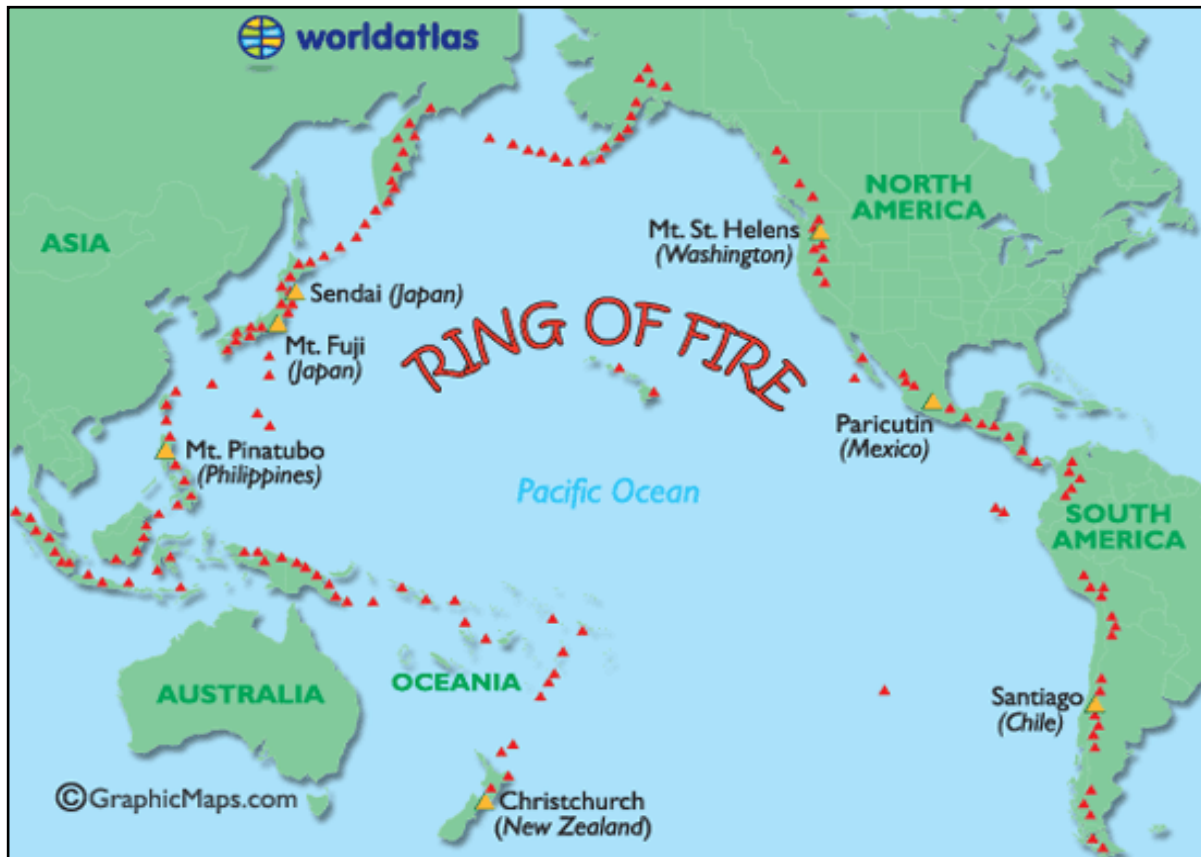 worldatlas
NORTH
AMERICA
ASIA
Mt. St. Helens
(Washington)
Sendai (Japan)
RING OF FIRE
Mt. Fuji
(Japan)
Paricutin
(Mexico)
Mt. Pinatubo
(Philippines)
Pacific Ocean
SOUTH
AMERICA
OCEANIA
AUSTRALIA
Santiago
(Chile)
©GraphicMaps.com
Christchurch
(New Zealand)